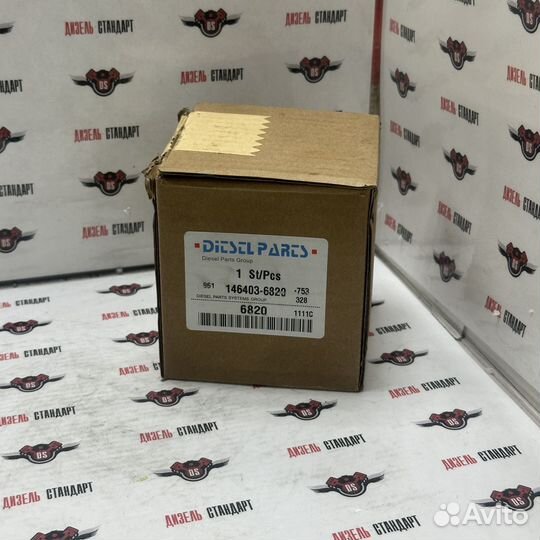 DIESEL PARTS
Diesel Parts Group
1 St/Pcs
951 146403-6820 -753
DIESEL PARTS SYSTEMS GROUP 328
6820 1111C
ДИЗЕЛЬ СТАНДАРТ
DS
Avito